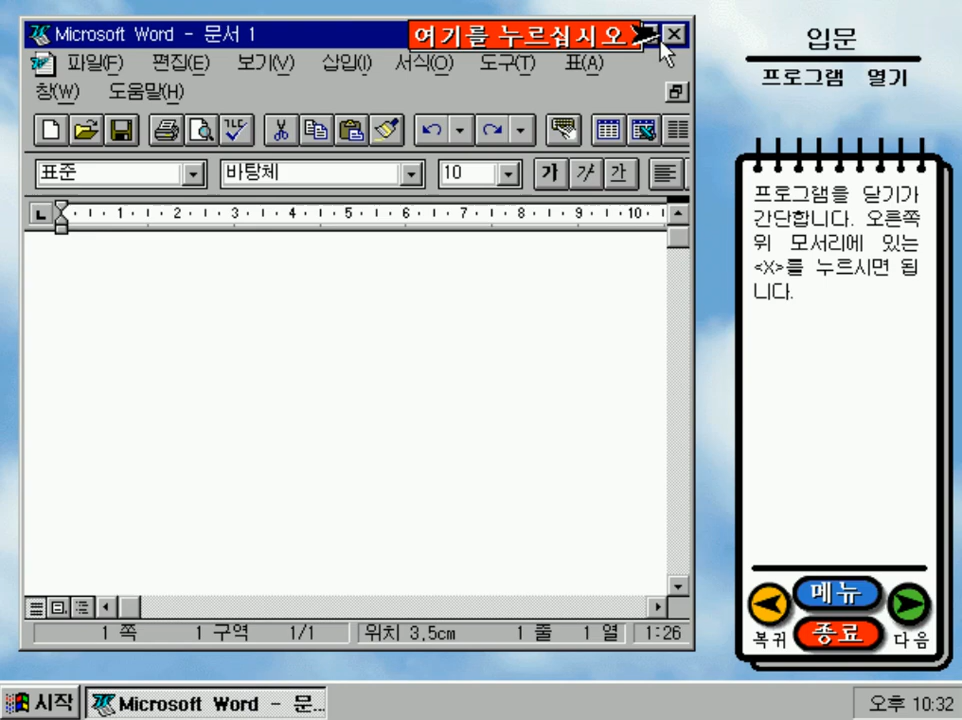 Microsoft Word - 문서 1
여기를 누르십시오
파일(F) 편집(E) 보기(V) 삽입(I) 서식(O) 도구(T) 표(A)
창(W) 도움말(H)
표준 바탕체 10 가 가 가
1 2 3 4 5 6 7 8 9 10
1 쪽 1 구역 1/1 위치 3,5cm 1 줄 1 열 1:26
입문
프로그램 열기
프로그램을 닫기가
간단합니다. 오른쪽
위 모서리에 있는
<X>를 누르시면 됩
니다.
메뉴
복귀 종료 다음
시작 Microsoft Word - 문... 오후 10:32